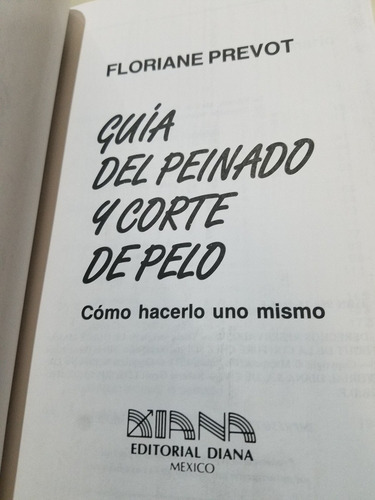 FLORIANE PREVOT
GUÍA
DEL PEINADO
Y CORTE
DE PELO
Cómo hacerlo uno mismo
DIANA
EDITORIAL DIANA
MEXICO